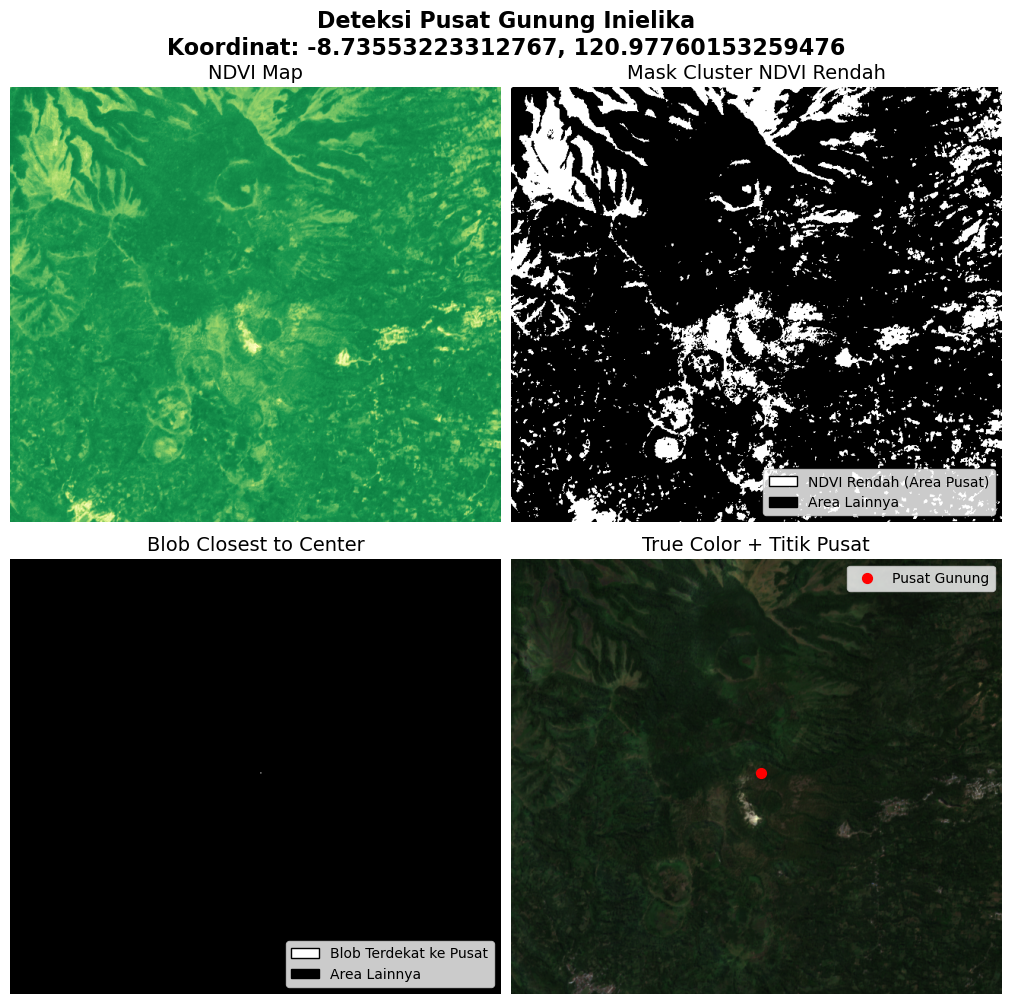 Deteksi Pusat Gunung Inielika
Koordinat: -8.73553223312767, 120.97760153259476
NDVI Map
Mask Cluster NDVI Rendah
NDVI Rendah (Area Pusat)
Area Lainnya
Blob Closest to Center
True Color + Titik Pusat
Blob Terdekat ke Pusat
Area Lainnya
Pusat Gunung